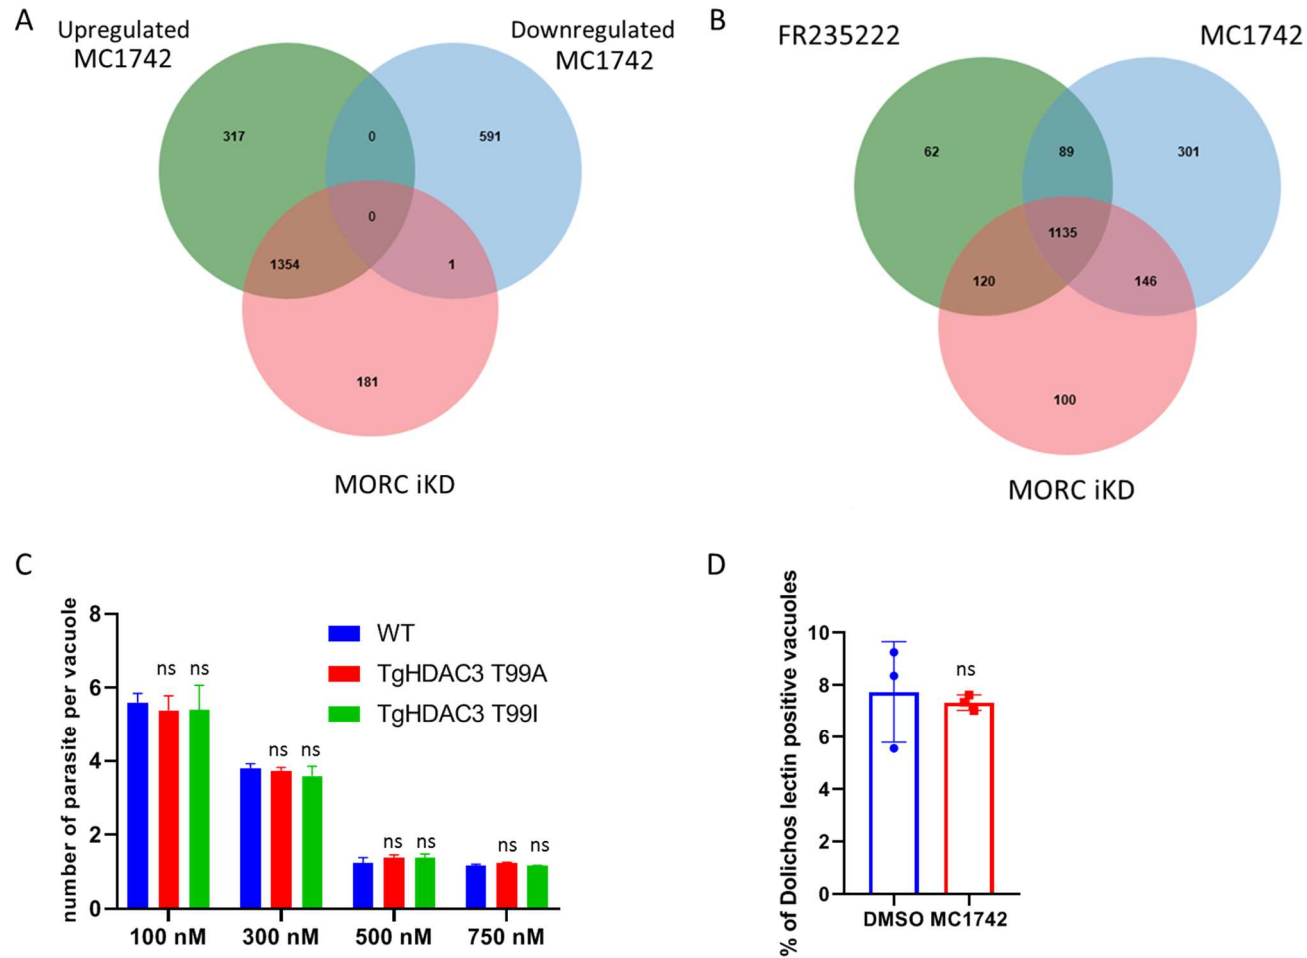 A
Upregulated
MC1742
Downregulated
MC1742
317
0
591
0
1354
1
181
MORC iKD
B
FR235222
MC1742
62
89
301
1135
120
146
100
MORC iKD
C
number of parasite per vacuole
8
6
4
2
0
WT
TgHDAC3 T99A
TgHDAC3 T99I
ns ns
ns ns
ns ns
ns ns
100 nM 300 nM 500 nM 750 nM
D
% of Dolichos lectin positive vacuoles
10
8
6
4
2
0
ns
DMSO MC1742